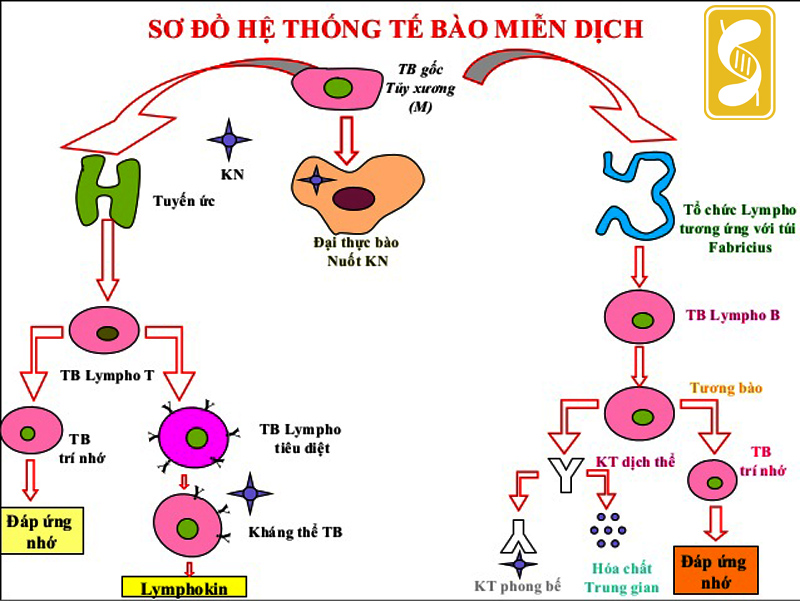 SƠ ĐỒ HỆ THỐNG TẾ BÀO MIỄN DỊCH
TB gốc
Tủy xương
(M)
KN
Tuyến ức
Đại thực bào
Nuốt KN
Tổ chức Lympho
tương ứng với túi
Fabricius
TB Lympho B
TB Lympho T
Tương bào
TB
trí nhớ
TB Lympho
tiêu diệt
KT dịch thể
TB
trí nhớ
Đáp ứng
nhớ
Kháng thể TB
Lymphokin
KT phong bế
Hóa chất
Trung gian
Đáp ứng
nhớ